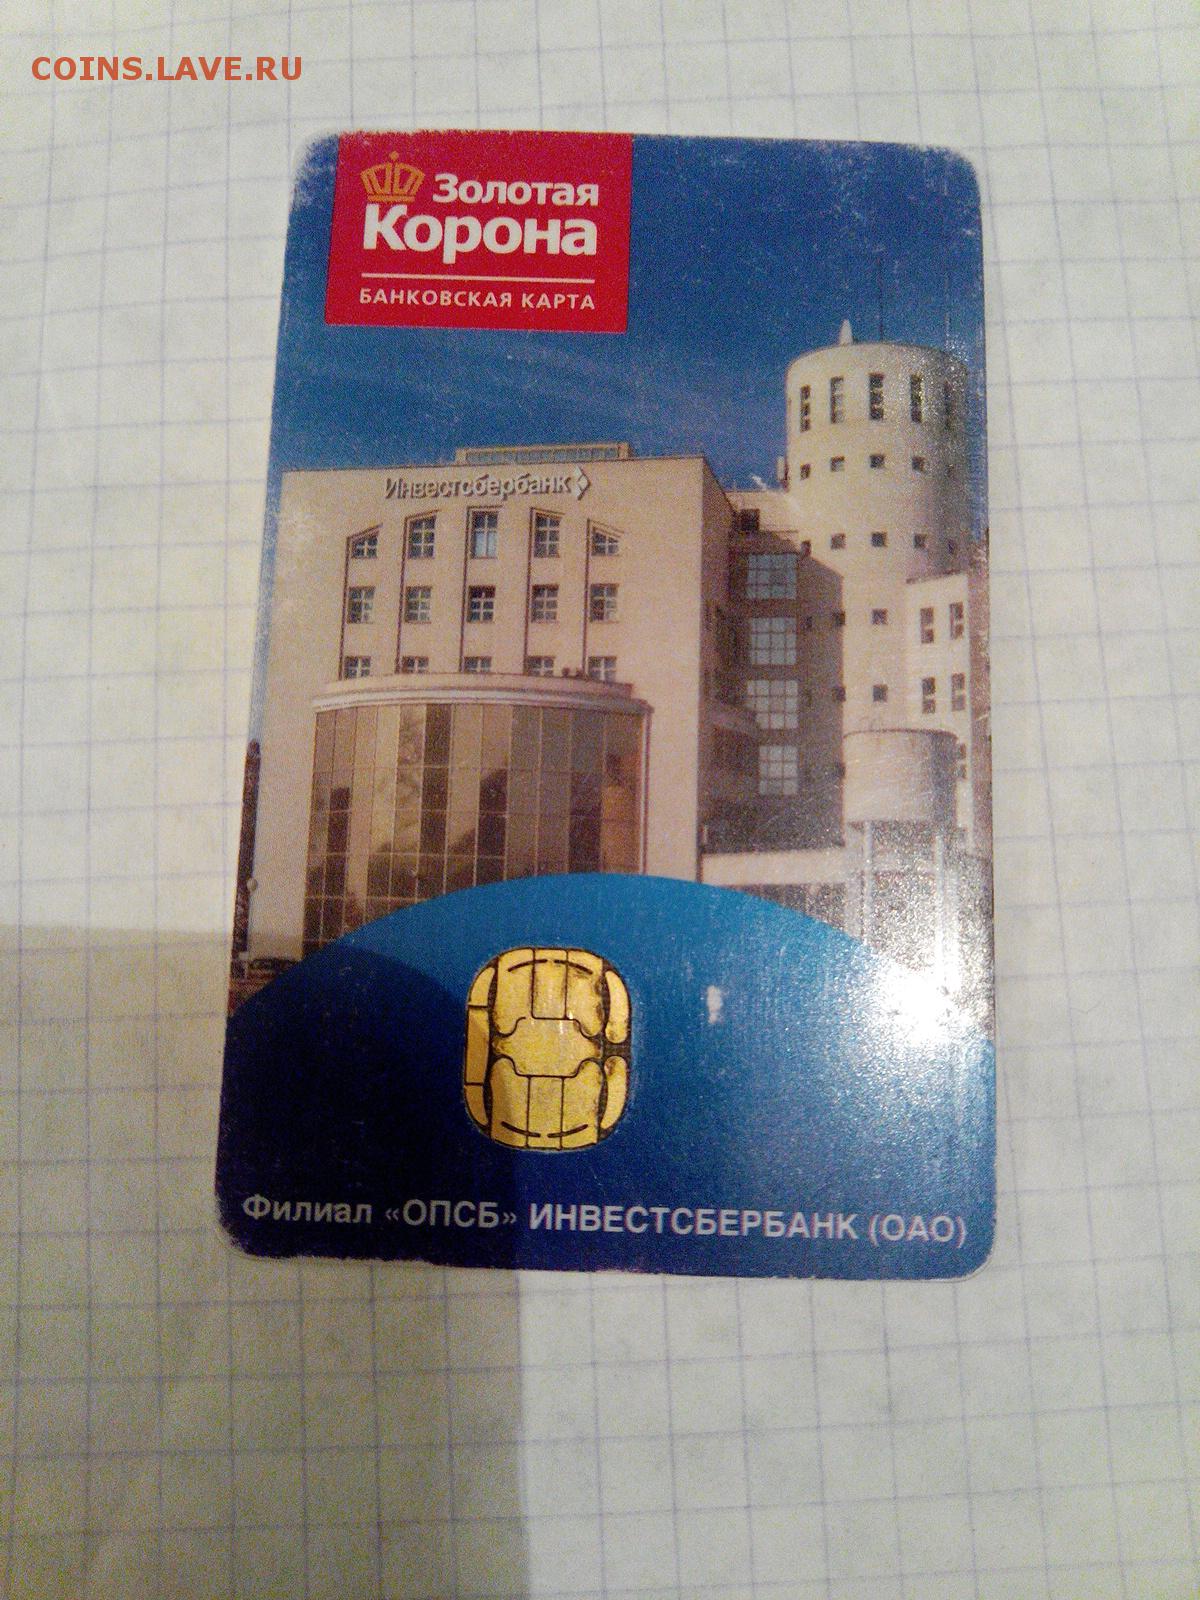 COINS.LAVE.RU
Золотая
Корона
БАНКОВСКАЯ КАРТА
Инвестсбербанк
Филиал «ОПСБ» ИНВЕСТСБЕРБАНК (ОАО)